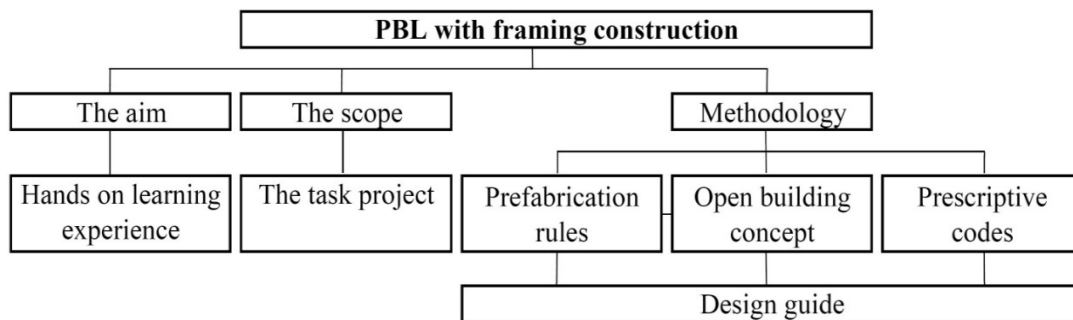 PBL with framing construction
The aim
The scope
Methodology
Hands on learning
experience
The task project
Prefabrication
rules
Open building
concept
Prescriptive
codes
Design guide